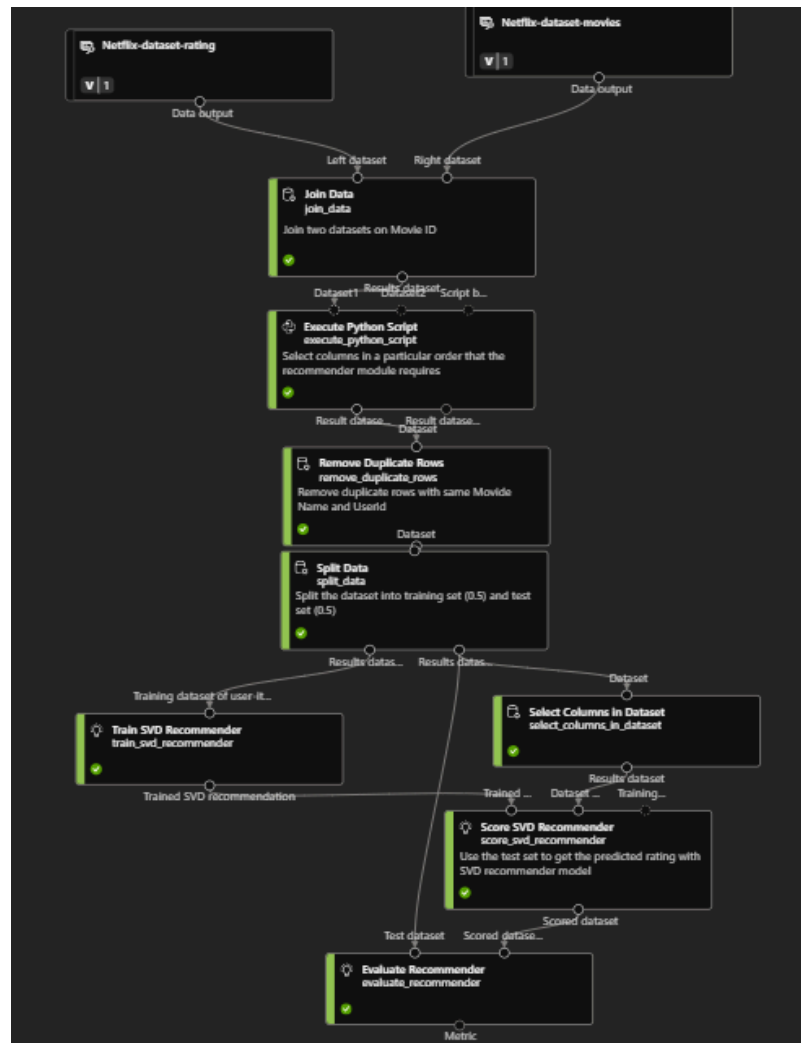 Netflix-dataset-movies
V 1
Data output
Netflix-dataset-rating
V 1
Data output
Left dataset
Right dataset
Join Data
join_data
Join two datasets on Movie ID
Results dataset
Dataset1
Dataset2
Script b...
Execute Python Script
execute_python_script
Select columns in a particular order that the
recommender module requires
Result datase...
Result datase...
Dataset
Remove Duplicate Rows
remove_duplicate_rows
Remove duplicate rows with same Movide
Name and UserId
Dataset
Split Data
split_data
Split the dataset into training set (0.5) and test
set (0.5)
Results datas...
Results datas...
Training dataset of user-it...
Train SVD Recommender
train_svd_recommender
Trained SVD recommendation
Dataset
Select Columns in Dataset
select_columns_in_dataset
Results dataset
Trained ...
Dataset ...
Training...
Score SVD Recommender
score_svd_recommender
Use the test set to get the predicted rating with
SVD recommender model
Scored dataset
Test dataset
Scored datase...
Evaluate Recommender
evaluate_recommender
Metric